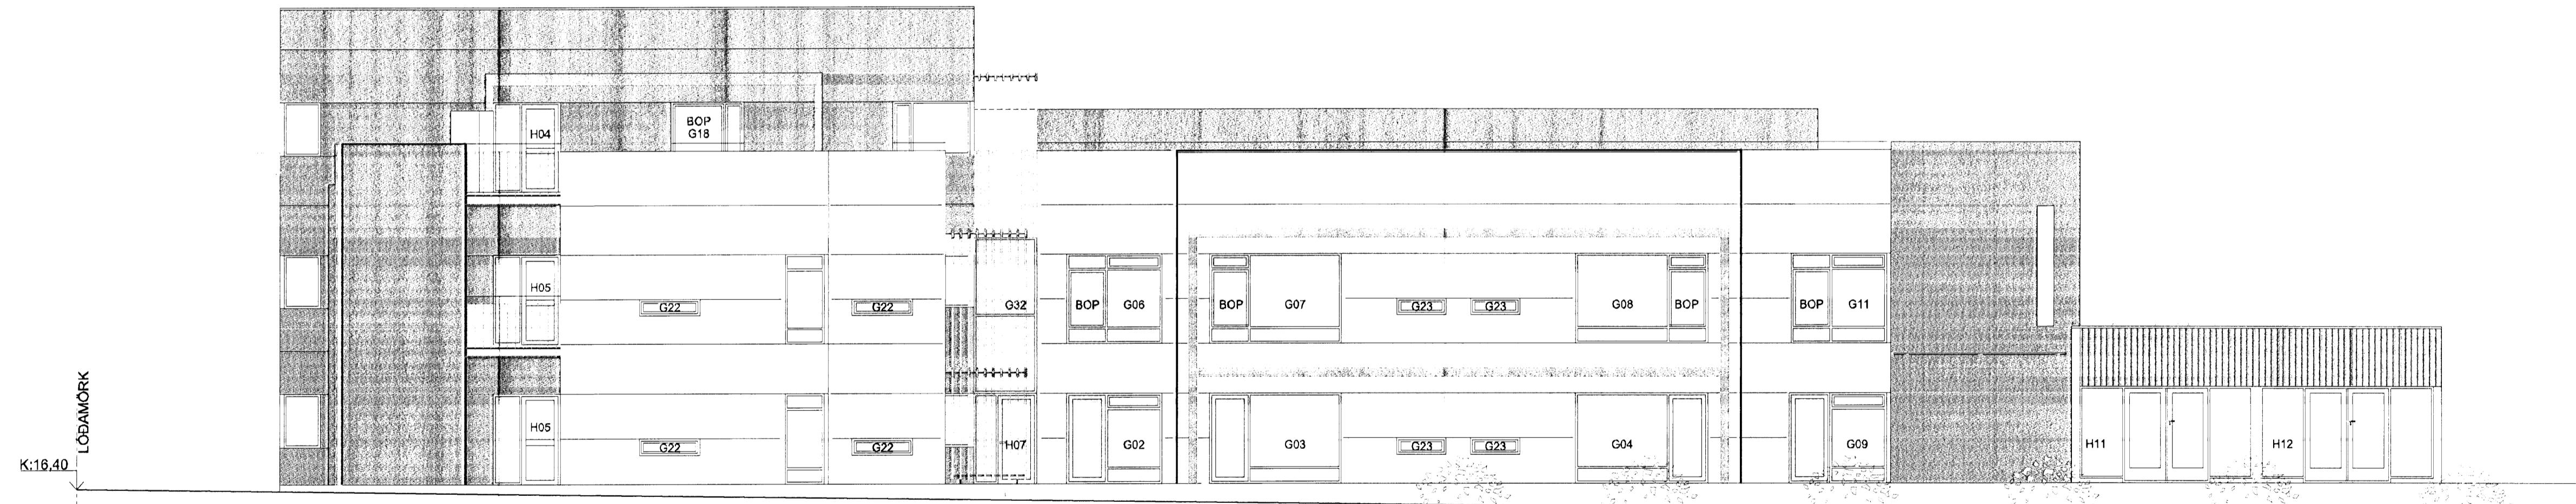 H04
BOP
G18
H05
G22
G22
G32
BOP
G06
BOP
G07
G23
G23
G08
BOP
BOP
G11
LÓÐAMÖRK
K:16,40
H05
G22
G22
H07
G02
G03
G23
G23
G04
G09
H11
H12